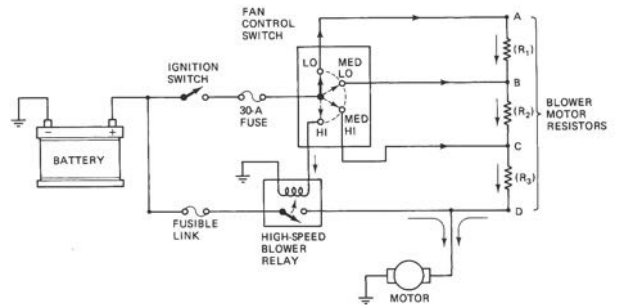 FAN
CONTROL
SWITCH
A
IGNITION
SWITCH
LO
MED
LO
(R₁)
B
+
30-A
FUSE
HI
MED
HI
(R₂)
BLOWER
MOTOR
RESISTORS
−
+
BATTERY
C
(R₃)
D
FUSIBLE
LINK
HIGH-SPEED
BLOWER
RELAY
MOTOR